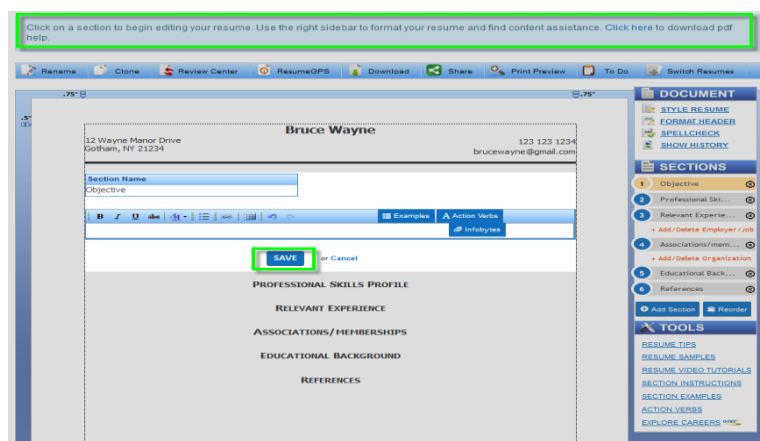 Click on a section to begin editing your resume. Use the right sidebar to format your resume and find content assistance. Click here to download pdf
help.
Rename Clone Review Center ResumeGPS Download Share Print Preview To Do Switch Resumes
.75" .75"
.5"
Bruce Wayne
12 Wayne Manor Drive 123 123 1234
Gotham, NY 21234 brucewayne@gmail.com
Section Name
Objective
B I U abc A Examples A Action Verbs
Infobytes
SAVE or Cancel
PROFESSIONAL SKILLS PROFILE
RELEVANT EXPERIENCE
ASSOCIATIONS/MEMBERSHIPS
EDUCATIONAL BACKGROUND
REFERENCES
DOCUMENT
STYLE RESUME
FORMAT HEADER
SPELLCHECK
SHOW HISTORY
SECTIONS
1 Objective
2 Professional Ski...
3 Relevant Experie...
+ Add/Delete Employer/Job
4 Associations/mem...
+ Add/Delete Organization
5 Educational Back...
6 References
Add Section Reorder
TOOLS
RESUME TIPS
RESUME SAMPLES
RESUME VIDEO TUTORIALS
SECTION INSTRUCTIONS
SECTION EXAMPLES
ACTION VERBS
EXPLORE CAREERS